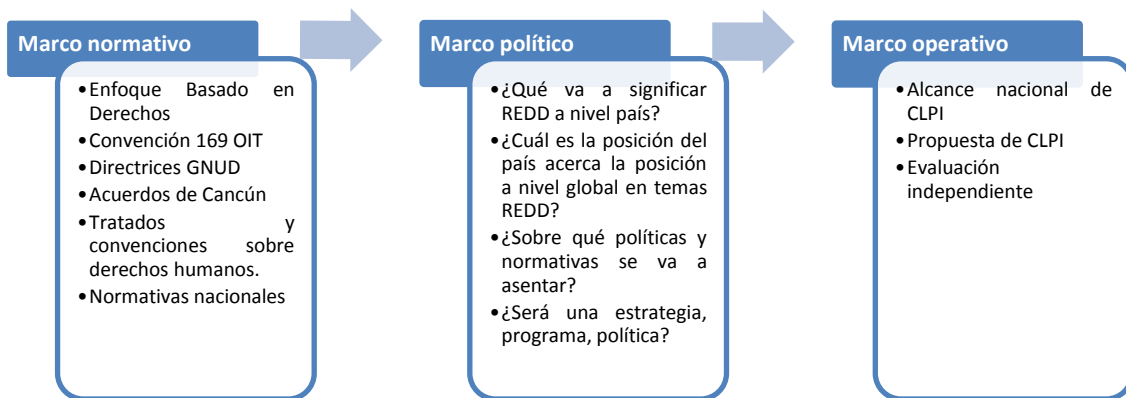 Marco normativo
•Enfoque Basado en
Derechos
•Convención 169 OIT
•Directrices GNUD
•Acuerdos de Cancún
•Tratados y
convenciones sobre
derechos humanos.
•Normativas nacionales
Marco político
•¿Qué va a significar
REDD a nivel país?
•¿Cuál es la posición del
país acerca la posición
a nivel global en temas
REDD?
•¿Sobre qué políticas y
normativas se va a
asentar?
•¿Será una estrategia,
programa, política?
Marco operativo
•Alcance nacional de
CLPI
•Propuesta de CLPI
•Evaluación
independiente